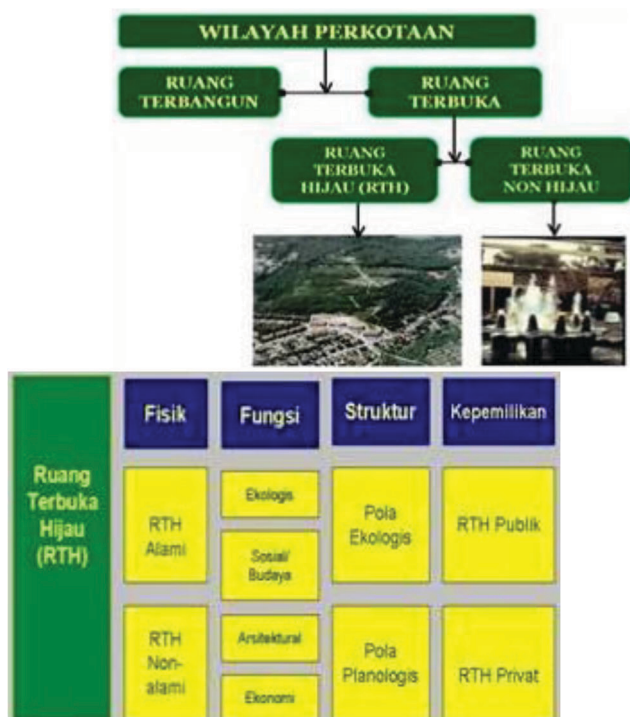 WILAYAH PERKOTAAN
RUANG
TERBANGUN
RUANG
TERBUKA
RUANG
TERBUKA
HIJAU (RTH)
RUANG
TERBUKA
NON HIJAU
Ruang
Terbuka
Hijau
(RTH)
Fisik
Fungsi
Struktur
Kepemilikan
RTH
Alami
Ekologis
Sosial/
Budaya
Pola
Ekologis
RTH Publik
RTH
Non-
alami
Arsitektural
Ekonomi
Pola
Planologis
RTH Privat